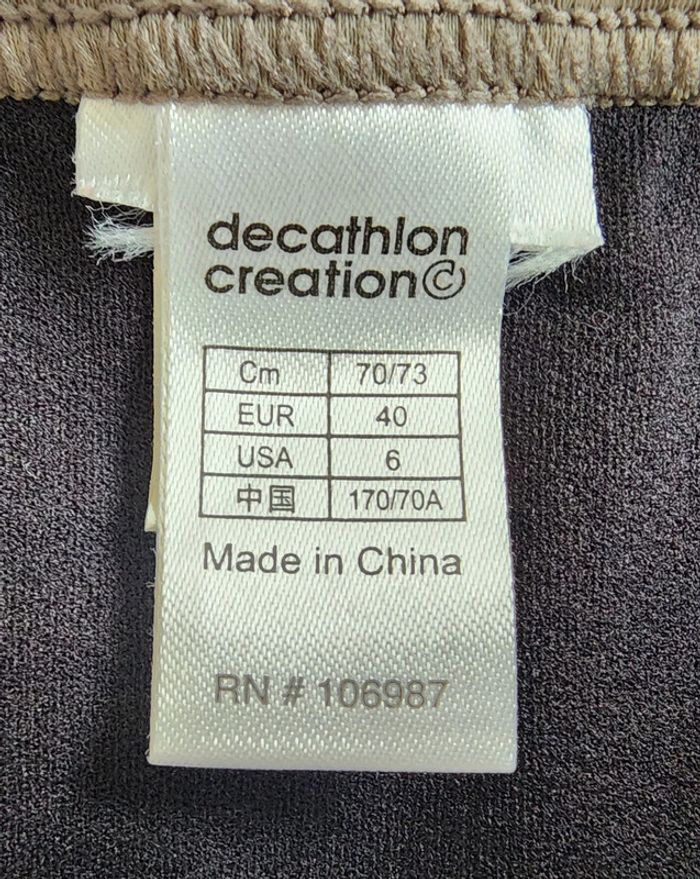 decathlon
creation©
Cm 70/73
EUR 40
USA 6
中国 170/70A
Made in China
RN # 106987